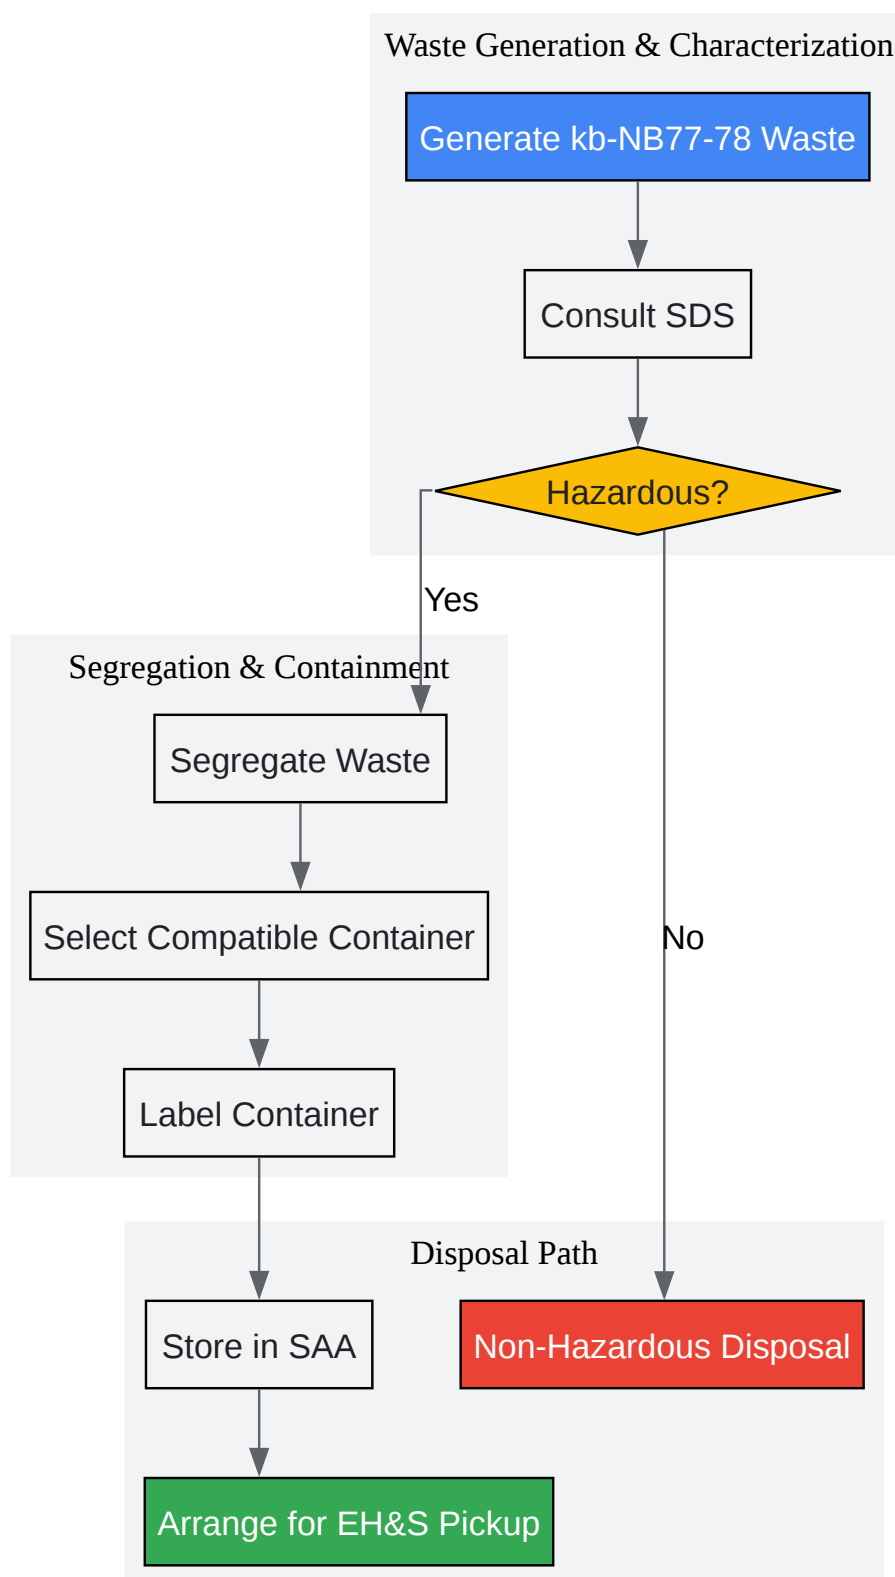 Waste Generation & Characterization
Generate kb-NB77-78 Waste
Consult SDS
Hazardous?
Yes
Segregation & Containment
Segregate Waste
Select Compatible Container
No
Label Container
Disposal Path
Store in SAA
Non-Hazardous Disposal
Arrange for EH&S Pickup